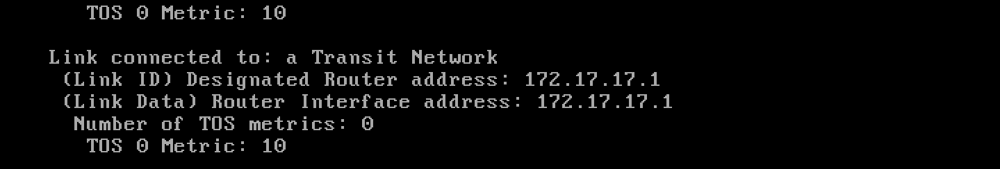 TOS 0 Metric: 10
Link connected to: a Transit Network
(Link ID) Designated Router address: 172.17.17.1
(Link Data) Router Interface address: 172.17.17.1
Number of TOS metrics: 0
TOS 0 Metric: 10